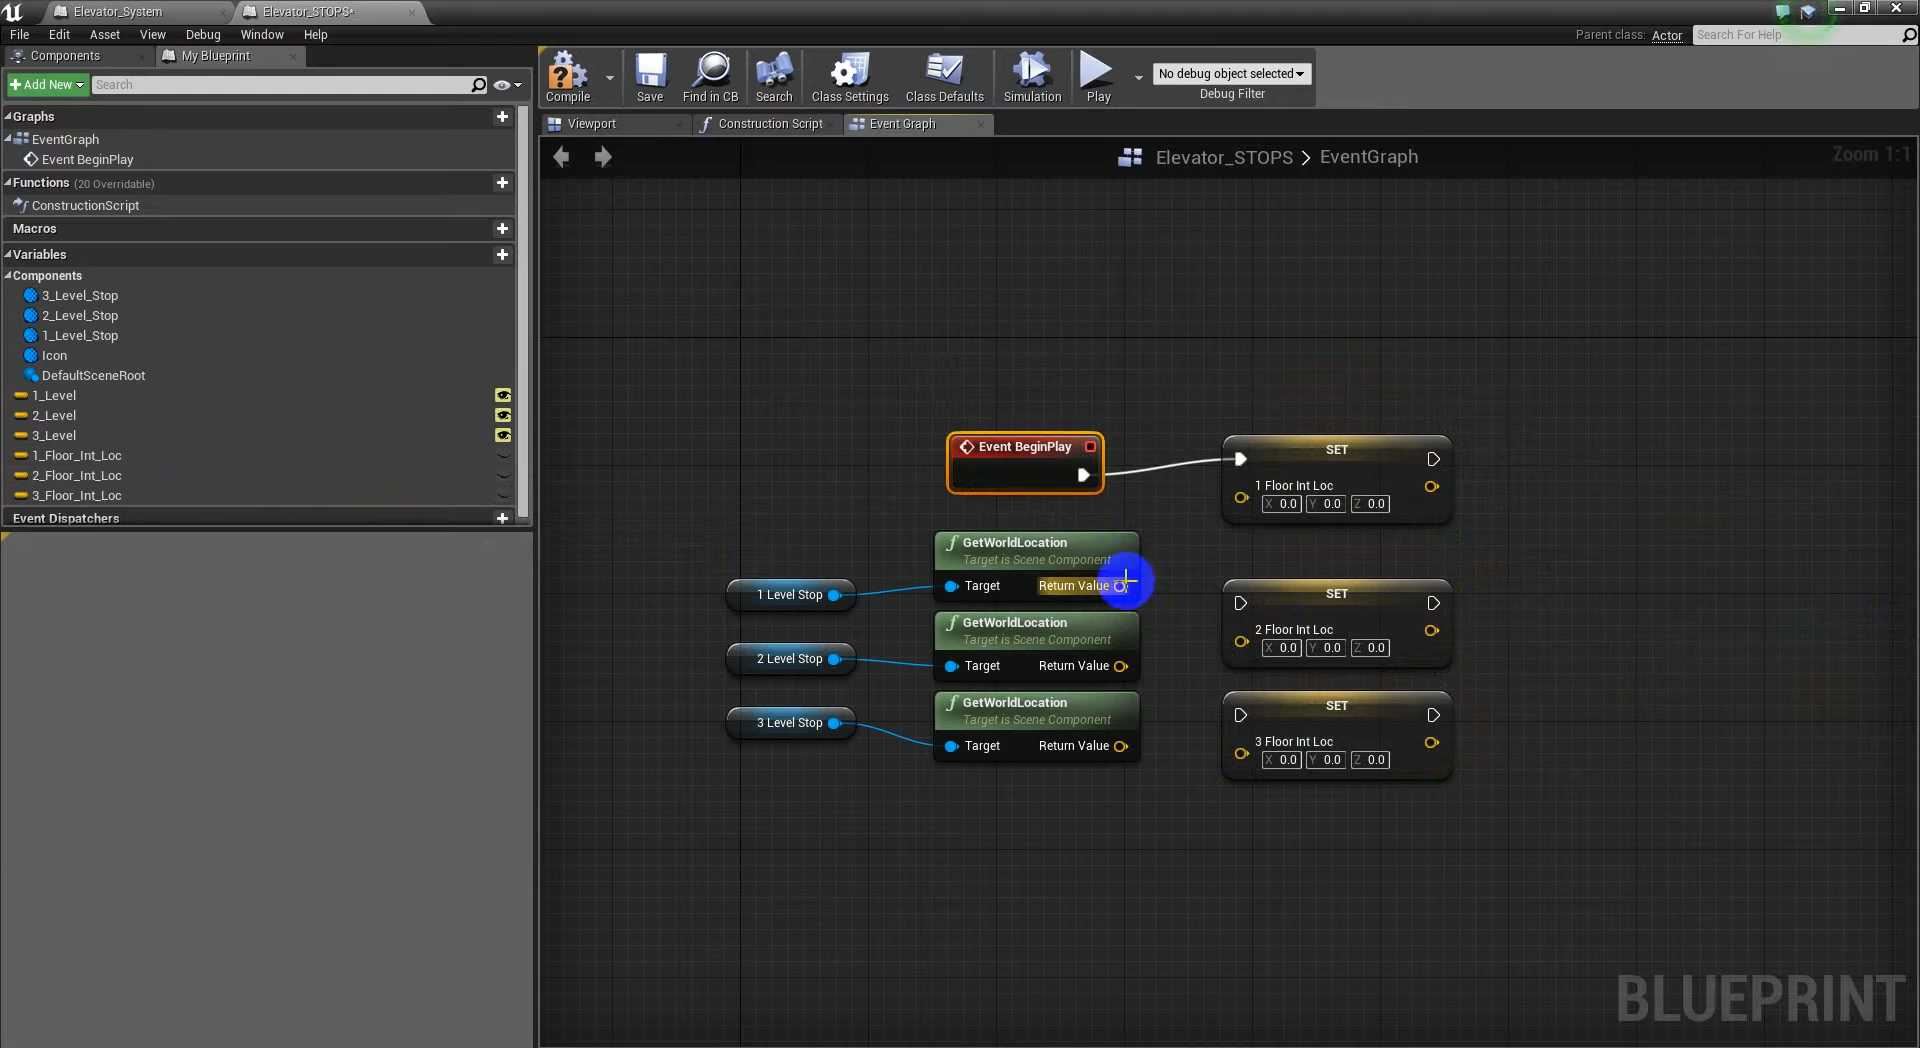 Elevator_System
Elevator_STOPS*
File Edit Asset View Debug Window Help
Parent class: Actor
Search For Help
Components
My Blueprint
Add New
Search
Graphs
EventGraph
Event BeginPlay
Functions (20 Overridable)
ConstructionScript
Macros
Variables
Components
3_Level_Stop
2_Level_Stop
1_Level_Stop
Icon
DefaultSceneRoot
1_Level
2_Level
3_Level
1_Floor_Int_Loc
2_Floor_Int_Loc
3_Floor_Int_Loc
Event Dispatchers
Compile
Save
Find in CB
Search
Class Settings
Class Defaults
Simulation
Play
No debug object selected
Debug Filter
Viewport
Construction Script
Event Graph
Elevator_STOPS > EventGraph
Zoom 1:1
Event BeginPlay
SET
1 Floor Int Loc
X 0.0 Y 0.0 Z 0.0
GetWorldLocation
Target is Scene Component
Target
Return Value
1 Level Stop
GetWorldLocation
Target is Scene Component
Target
Return Value
2 Level Stop
SET
2 Floor Int Loc
X 0.0 Y 0.0 Z 0.0
GetWorldLocation
Target is Scene Component
Target
Return Value
3 Level Stop
SET
3 Floor Int Loc
X 0.0 Y 0.0 Z 0.0
BLUEPRINT